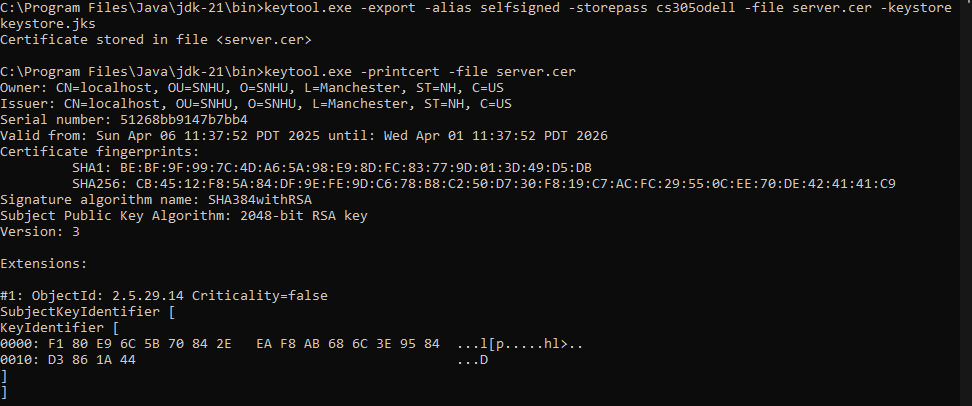 C:\Program Files\Java\jdk-21\bin>keytool.exe -export -alias selfsigned -storepass cs305odell -file server.cer -keystore
keystore.jks
Certificate stored in file <server.cer>
C:\Program Files\Java\jdk-21\bin>keytool.exe -printcert -file server.cer
Owner: CN=localhost, OU=SNHU, O=SNHU, L=Manchester, ST=NH, C=US
Issuer: CN=localhost, OU=SNHU, O=SNHU, L=Manchester, ST=NH, C=US
Serial number: 51268bb9147b7bb4
Valid from: Sun Apr 06 11:37:52 PDT 2025 until: Wed Apr 01 11:37:52 PDT 2026
Certificate fingerprints:
SHA1: BE:BF:9F:99:7C:4D:A6:5A:98:E9:8D:FC:83:77:9D:01:3D:49:D5:DB
SHA256: CB:45:12:F8:5A:84:DF:9E:FE:9D:C6:78:B8:C2:50:D7:30:F8:19:C7:AC:FC:29:55:0C:EE:70:DE:42:41:41:C9
Signature algorithm name: SHA384withRSA
Subject Public Key Algorithm: 2048-bit RSA key
Version: 3
Extensions:
#1: ObjectId: 2.5.29.14 Criticality=false
SubjectKeyIdentifier [
KeyIdentifier [
0000: F1 80 E9 6C 5B 70 84 2E   EA F8 AB 68 6C 3E 95 84  ...l[p.....hl>..
0010: D3 86 1A 44                                        ...D
]
]